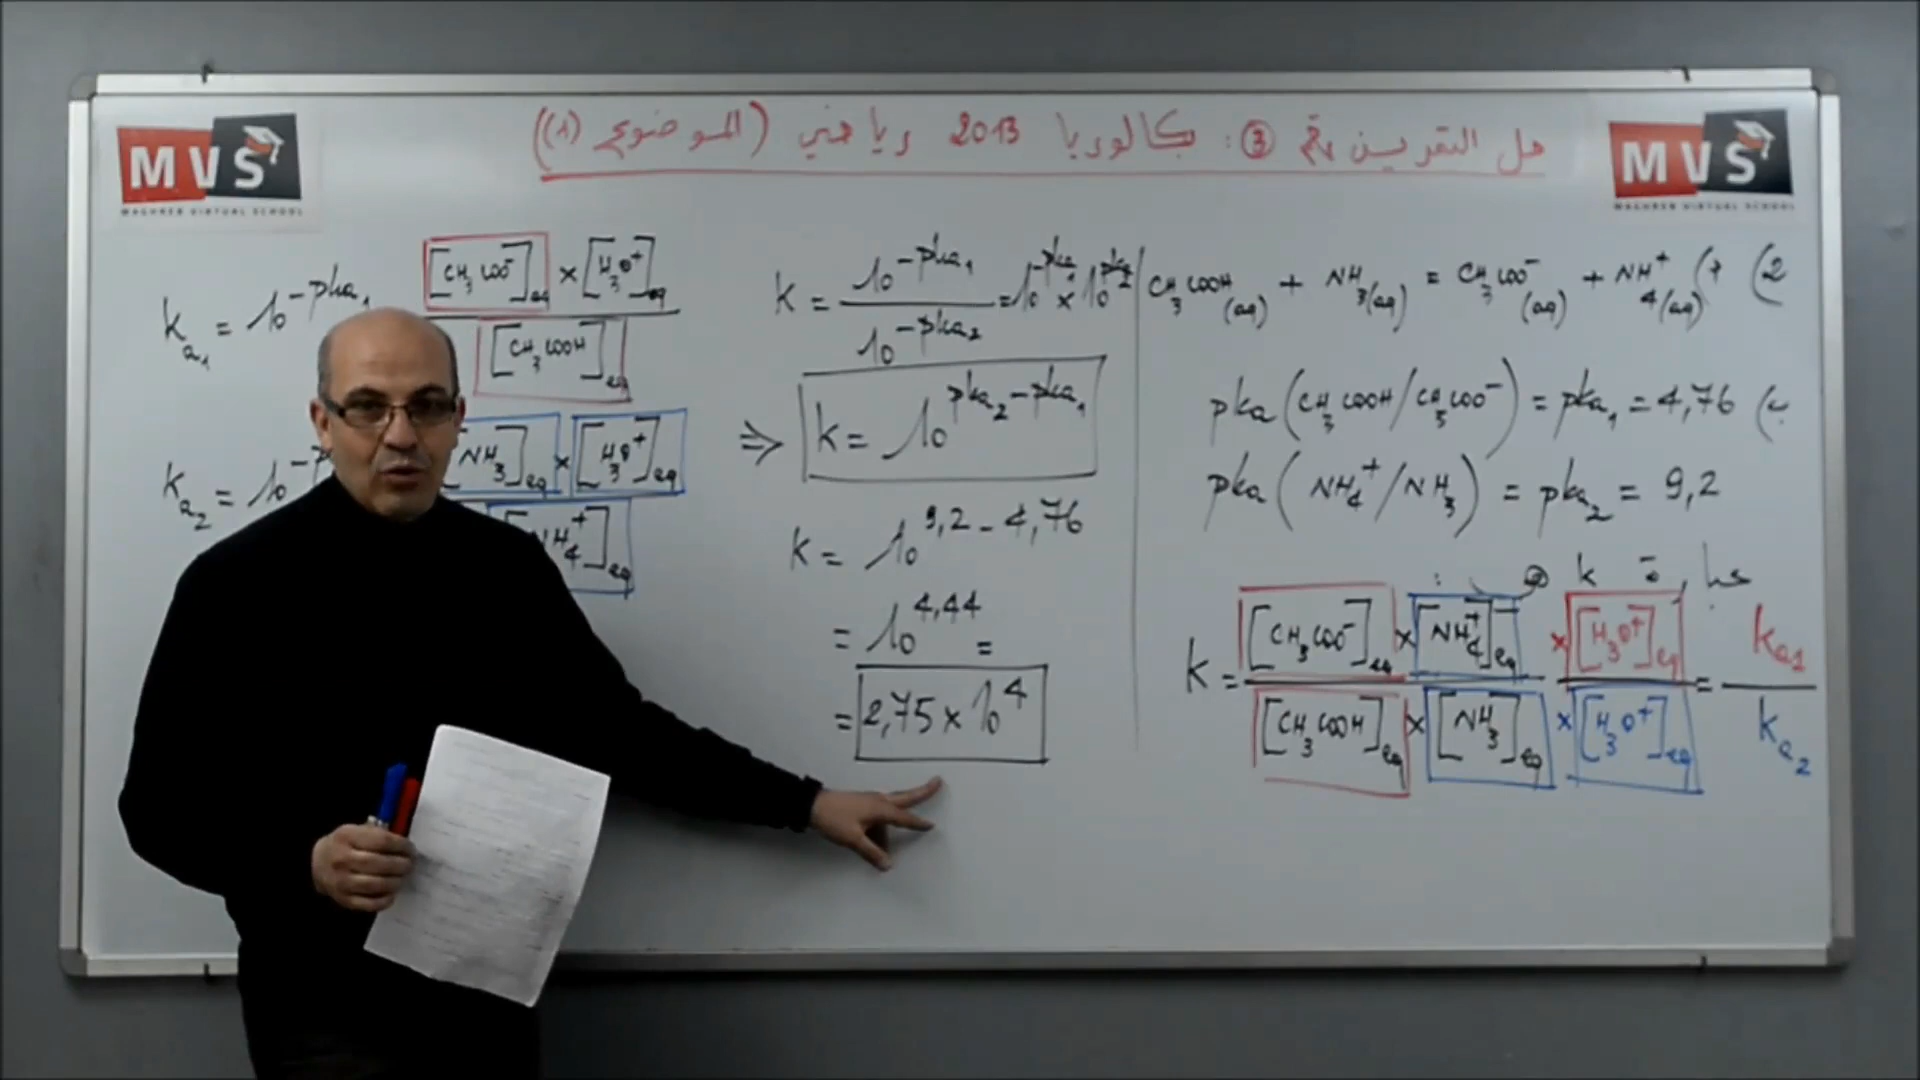 MVS
MAGHREB VIRTUAL SCHOOL
حل التمرين رقم ③: بكالوريا 2013 رياضي (الموضوع (1))
MVS
MAGHREB VIRTUAL SCHOOL
2) أ) CH₃COOH(aq) + NH₃(aq) = CH₃COO⁻(aq) + NH₄⁺(aq)
ب) pka(CH₃COOH/CH₃COO⁻) = pka₁ = 4,76
pka(NH₄⁺/NH₃) = pka₂ = 9,2
k
k = [CH₃COO⁻]eq × [NH₄⁺]eq × [H₃O⁺]eq / [CH₃COOH]eq × [NH₃]eq × [H₃O⁺]eq = ka1 / ka2
ka₁ = 10^-pka₁ [CH₃COO⁻]eq × [H₃O⁺]eq / [CH₃COOH]eq
ka₂ = 10^-p [NH₃]eq × [H₃O⁺]eq / NH₄⁺]eq
k = 10^-pka₁ / 10^-pka₂ = 10^-pka₁ × 10^pka₂
⇒ k = 10^pka₂-pka₁
k = 10^9,2-4,76
= 10^4,44 =
= 2,75 × 10⁴